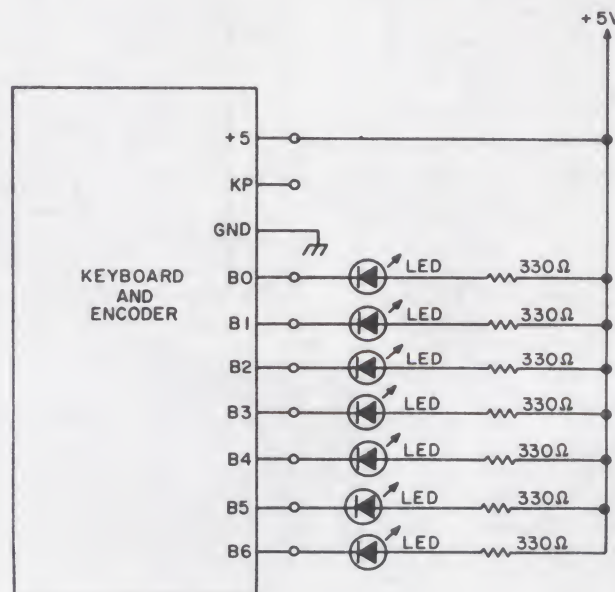 +5V
+5
KP
GND
KEYBOARD
AND
ENCODER
B0 LED 330Ω
B1 LED 330Ω
B2 LED 330Ω
B3 LED 330Ω
B4 LED 330Ω
B5 LED 330Ω
B6 LED 330Ω